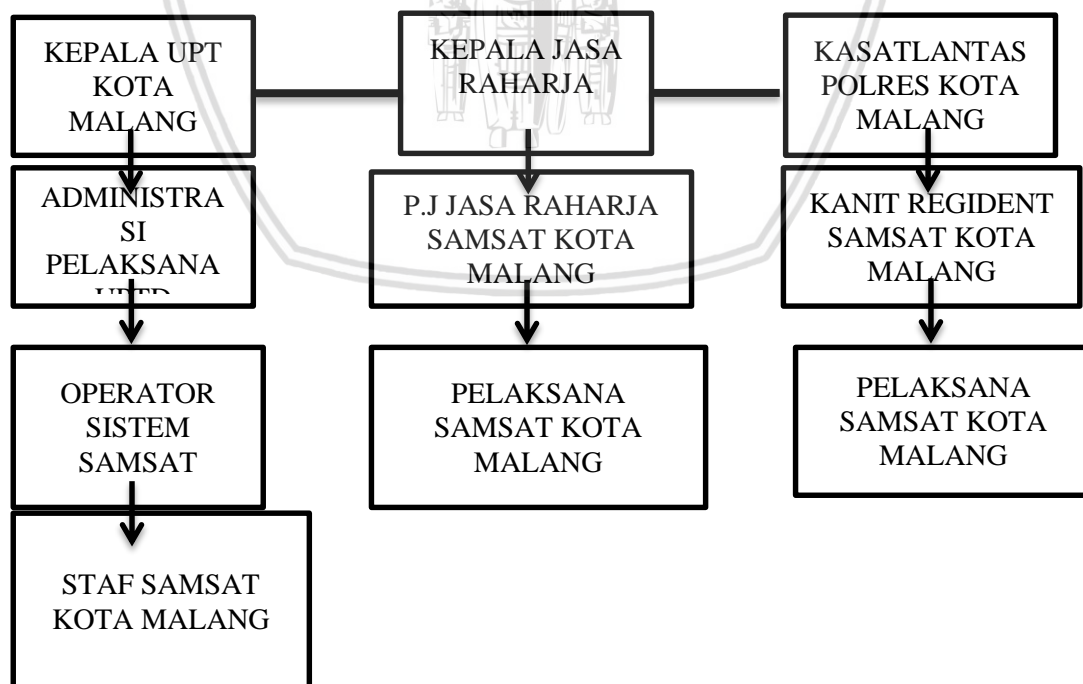 KEPALA UPT
KOTA
MALANG
KEPALA JASA
RAHARJA
KASATLANTAS
POLRES KOTA
MALANG
ADMINISTRA
SI
PELAKSANA
P.J JASA RAHARJA
SAMSAT KOTA
MALANG
KANIT REGIDENT
SAMSAT KOTA
MALANG
OPERATOR
SISTEM
SAMSAT
PELAKSANA
SAMSAT KOTA
MALANG
PELAKSANA
SAMSAT KOTA
MALANG
STAF SAMSAT
KOTA MALANG